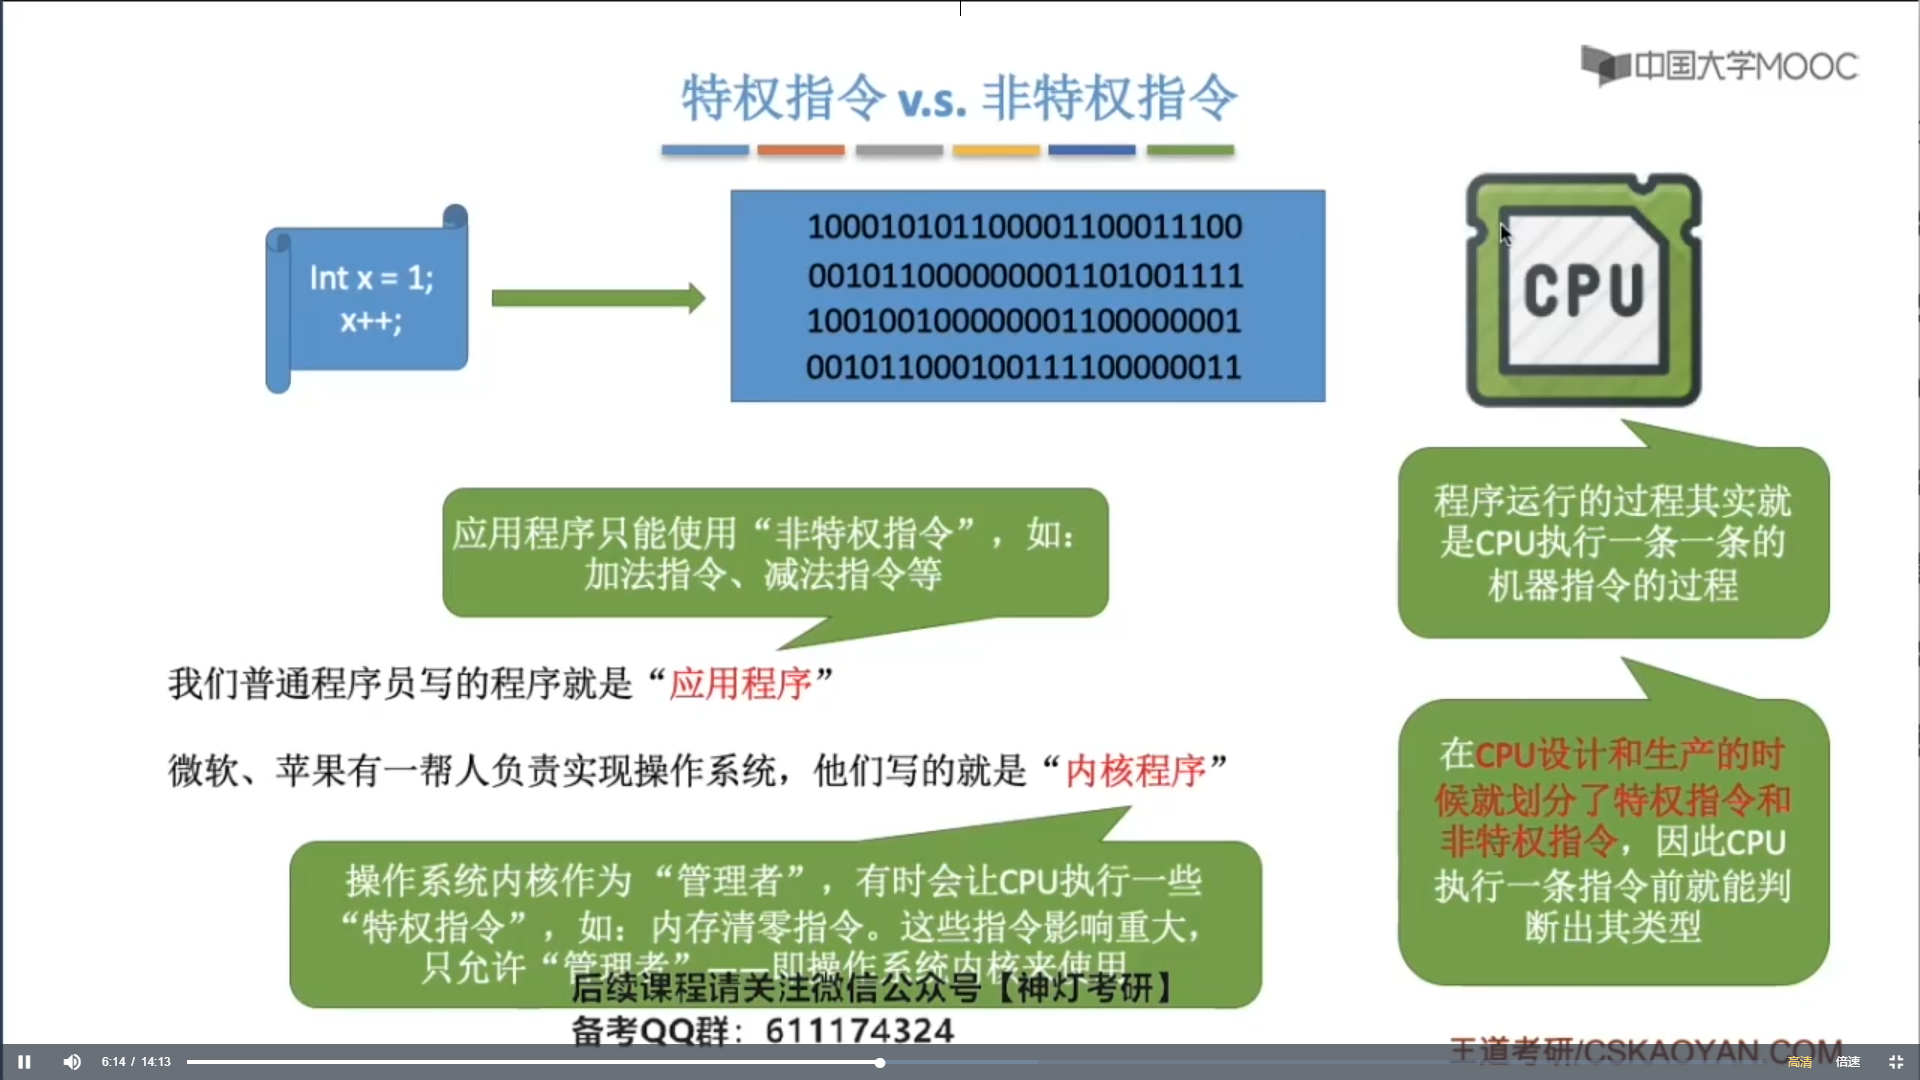 中国大学MOOC
特权指令 v.s. 非特权指令
Int x = 1;
x++;
100010101100001100011100
0010110000000001101001111
1001001000000001100000001
0010110001001111100000011
CPU
程序运行的过程其实就
是CPU执行一条一条的
机器指令的过程
应用程序只能使用“非特权指令”，如：
加法指令、减法指令等
我们普通程序员写的程序就是“应用程序”
微软、苹果有一帮人负责实现操作系统，他们写的就是“内核程序”
在CPU设计和生产的时
候就划分了特权指令和
非特权指令，因此CPU
执行一条指令前就能判
断出其类型
操作系统内核作为 “管理者”，有时会让CPU执行一些
“特权指令”，如：内存清零指令。这些指令影响重大，
只允许“管理者”——即操作系统内核来使用
后续课程请关注微信公众号【神灯考研】
备考QQ群：611174324
王道考研/CSKAOYAN.COM
6:14 / 14:13
高清
倍速